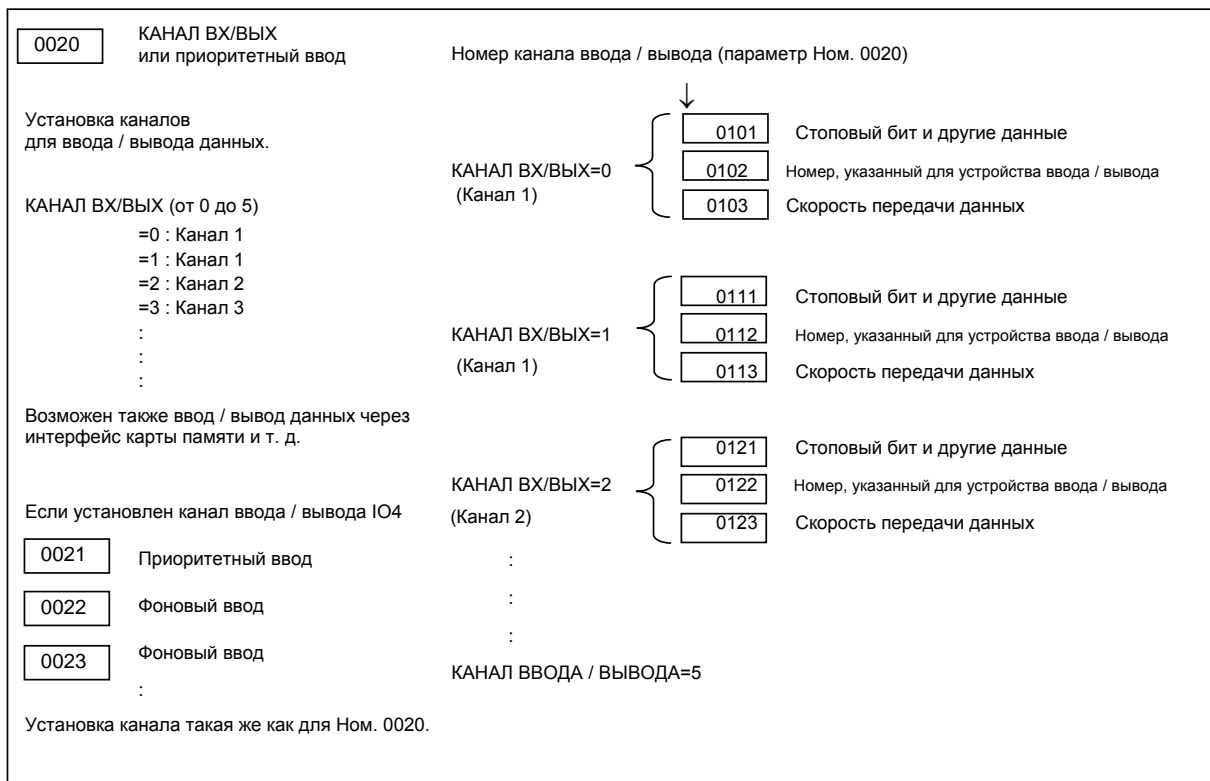 0020
КАНАЛ ВХ/ВЫХ
или приоритетный ввод
Установка каналов
для ввода / вывода данных.
КАНАЛ ВХ/ВЫХ (от 0 до 5)
=0 : Канал 1
=1 : Канал 1
=2 : Канал 2
=3 : Канал 3
:
:
:
Возможен также ввод / вывод данных через
интерфейс карты памяти и т. д.
Если установлен канал ввода / вывода IO4
0021 Приоритетный ввод
0022 Фоновый ввод
0023 Фоновый ввод
:
Установка канала такая же как для Ном. 0020.
Номер канала ввода / вывода (параметр Ном. 0020)
↓
КАНАЛ ВХ/ВЫХ=0
(Канал 1)
0101 Стоповый бит и другие данные
0102 Номер, указанный для устройства ввода / вывода
0103 Скорость передачи данных
КАНАЛ ВХ/ВЫХ=1
(Канал 1)
0111 Стоповый бит и другие данные
0112 Номер, указанный для устройства ввода / вывода
0113 Скорость передачи данных
КАНАЛ ВХ/ВЫХ=2
(Канал 2)
0121 Стоповый бит и другие данные
0122 Номер, указанный для устройства ввода / вывода
0123 Скорость передачи данных
:
:
:
КАНАЛ ВВОДА / ВЫВОДА=5